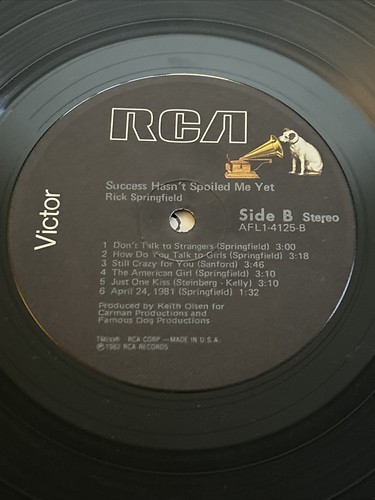 RCA
Victor
Success Hasn't Spoiled Me Yet
Rick Springfield
Side B Stereo
AFL1-4125-B
1 Don't Talk to Strangers (Springfield) 3:00
2 How Do You Talk to Girls (Springfield) 3:18
3 Still Crazy for You (Sanford) 3:46
4 The American Girl (Springfield) 3:10
5 Just One Kiss (Steinberg - Kelly) 3:10
6 April 24, 1981 (Springfield) 1:32
Produced by Keith Olsen for
Carman Productions and
Famous Dog Productions
RCA CORP —MADE IN U.S.A.
℗1982 RCA RECORDS